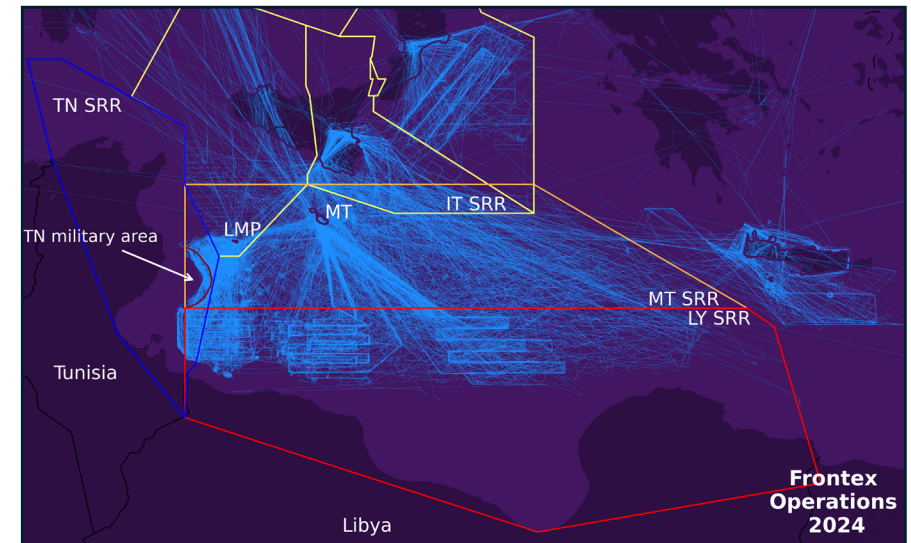 TN SRR
LMP
MT
IT SRR
TN military area
MT SRR
LY SRR
Tunisia
Libya
Frontex
Operations
2024